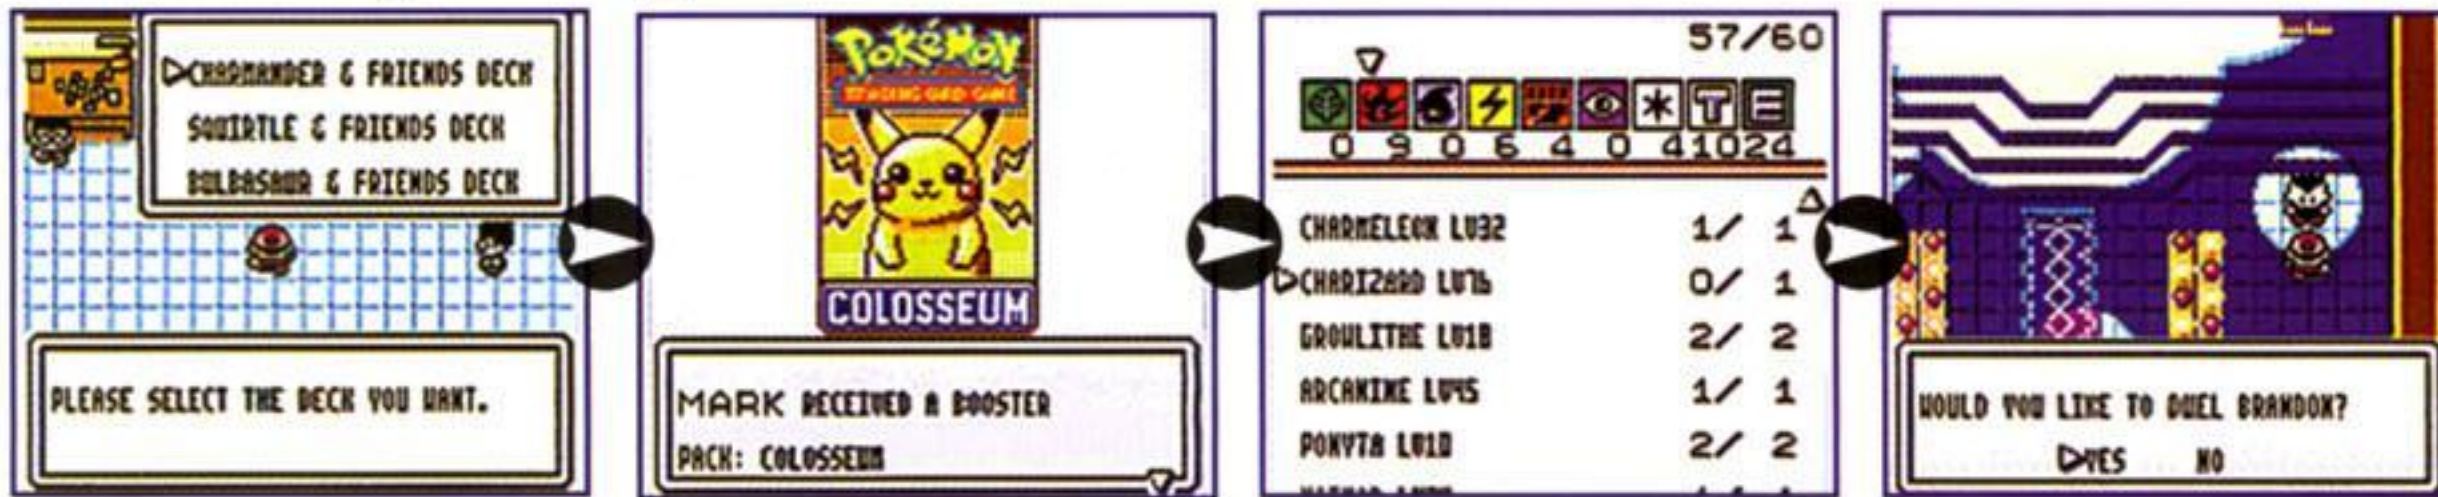 CHARMANDER & FRIENDS DECK
SQUIRTLE & FRIENDS DECK
BULBASAUR & FRIENDS DECK
PLEASE SELECT THE DECK YOU WANT.
POKéMON
TRADING CARD GAME
COLOSSEUM
MARK RECEIVED A BOOSTER
PACK: COLOSSEUM
57/60
T E
0 9 0 6 4 0 4 10 24
CHARMELEON LV32 1/ 1
CHARIZARD LV76 0/ 1
GROWLITHE LV18 2/ 2
ARCANINE LV45 1/ 1
PONYTA LV10 2/ 2
WOULD YOU LIKE TO DUEL BRANDON?
YES NO